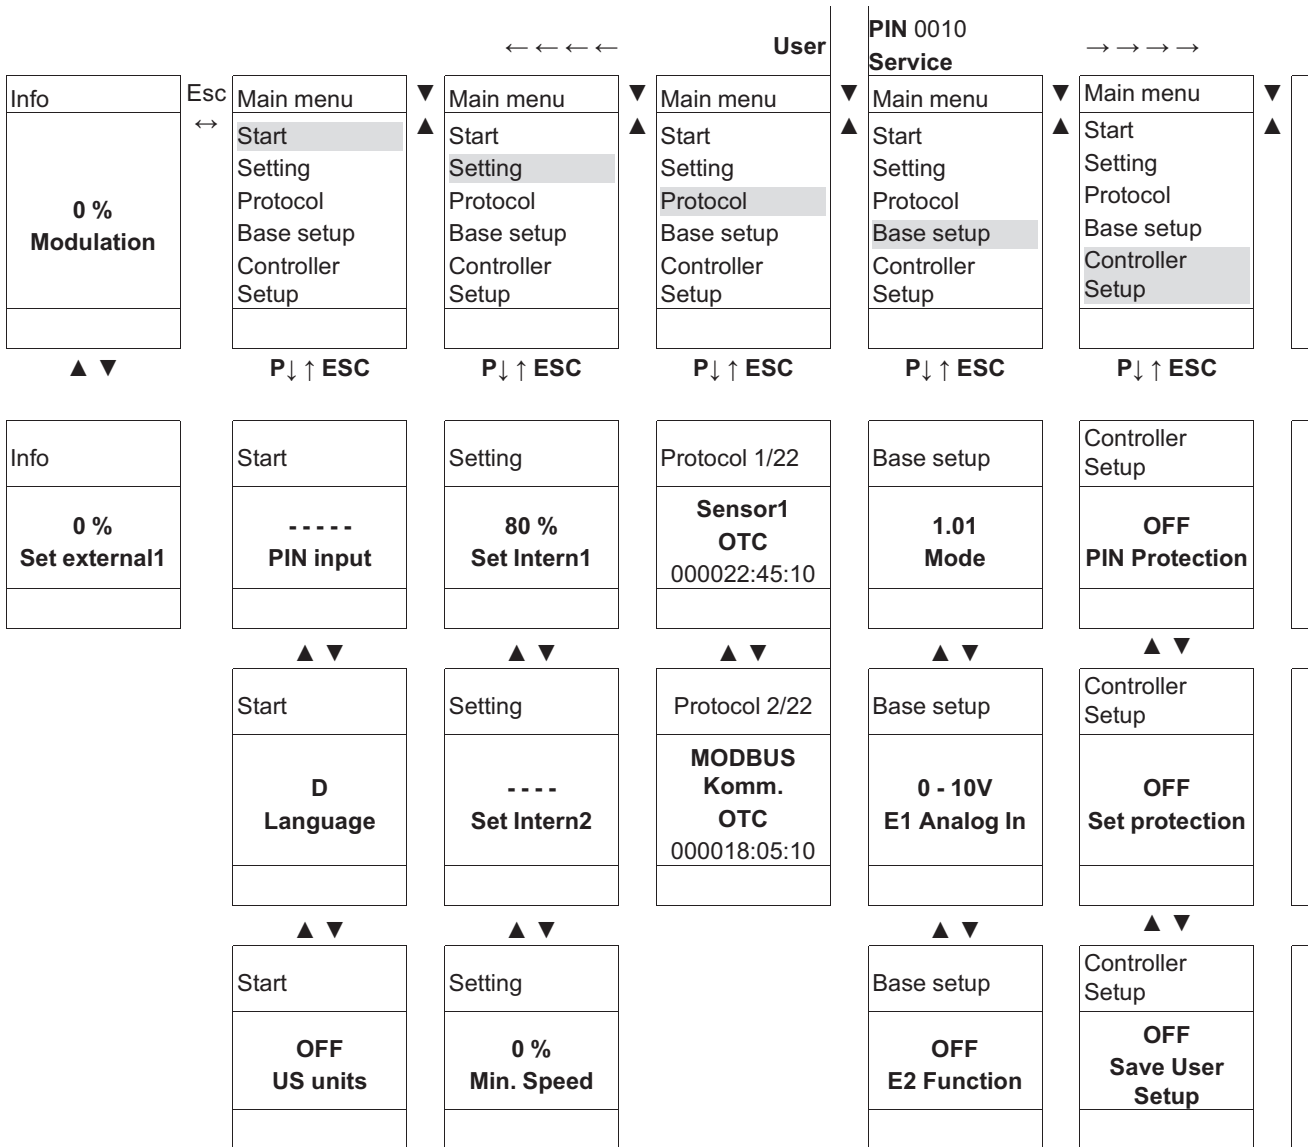 ← ← ← ← User PIN 0010
Service → → → →
Info
0 %
Modulation
▲ ▼
Esc
↔
Main menu
Start
Setting
Protocol
Base setup
Controller
Setup
P↓ ↑ ESC
▼
▲
Main menu
Start
Setting
Protocol
Base setup
Controller
Setup
P↓ ↑ ESC
▼
▲
Main menu
Start
Setting
Protocol
Base setup
Controller
Setup
P↓ ↑ ESC
▼
▲
Main menu
Start
Setting
Protocol
Base setup
Controller
Setup
P↓ ↑ ESC
▼
▲
Main menu
Start
Setting
Protocol
Base setup
Controller
Setup
P↓ ↑ ESC
▼
▲
Info
0 %
Set external1
Start
- - - - -
PIN input
▲ ▼
Setting
80 %
Set Intern1
▲ ▼
Protocol 1/22
Sensor1
OTC
000022:45:10
▲ ▼
Base setup
1.01
Mode
▲ ▼
Controller
Setup
OFF
PIN Protection
▲ ▼
Start
D
Language
▲ ▼
Setting
- - - -
Set Intern2
▲ ▼
Protocol 2/22
MODBUS
Komm.
OTC
000018:05:10
Base setup
0 - 10V
E1 Analog In
▲ ▼
Controller
Setup
OFF
Set protection
▲ ▼
Start
OFF
US units
Setting
0 %
Min. Speed
Base setup
OFF
E2 Function
Controller
Setup
OFF
Save User
Setup